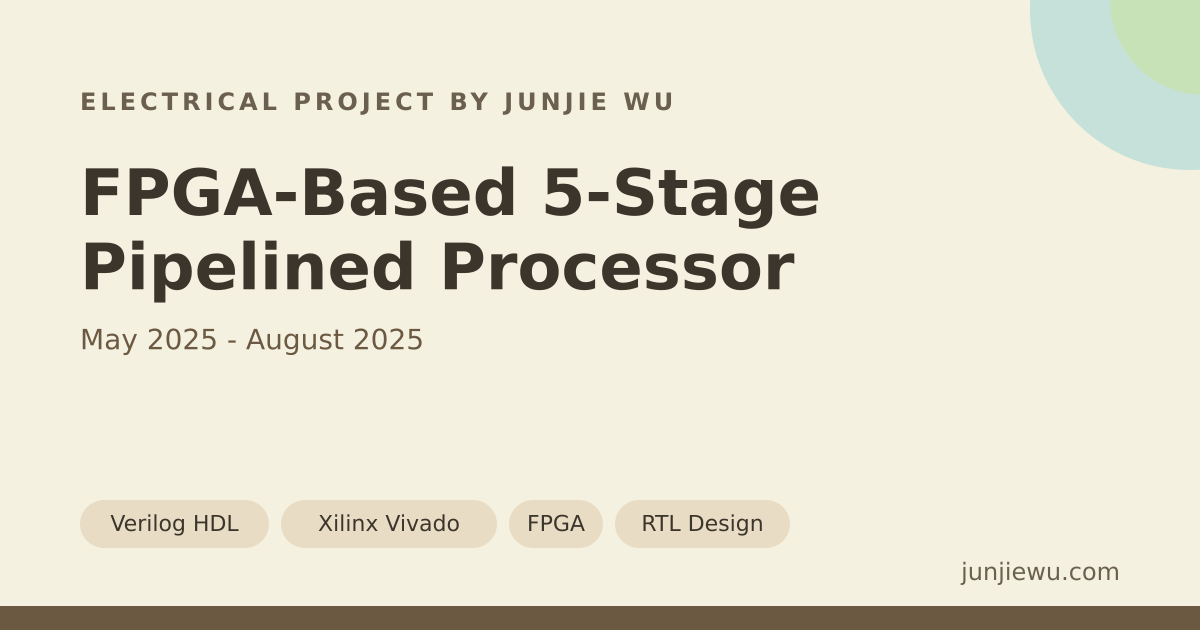 ELECTRICAL PROJECT BY JUNJIE WU
FPGA-Based 5-Stage
Pipelined Processor
May 2025 - August 2025
Verilog HDL
Xilinx Vivado
FPGA
RTL Design
junjiewu.com